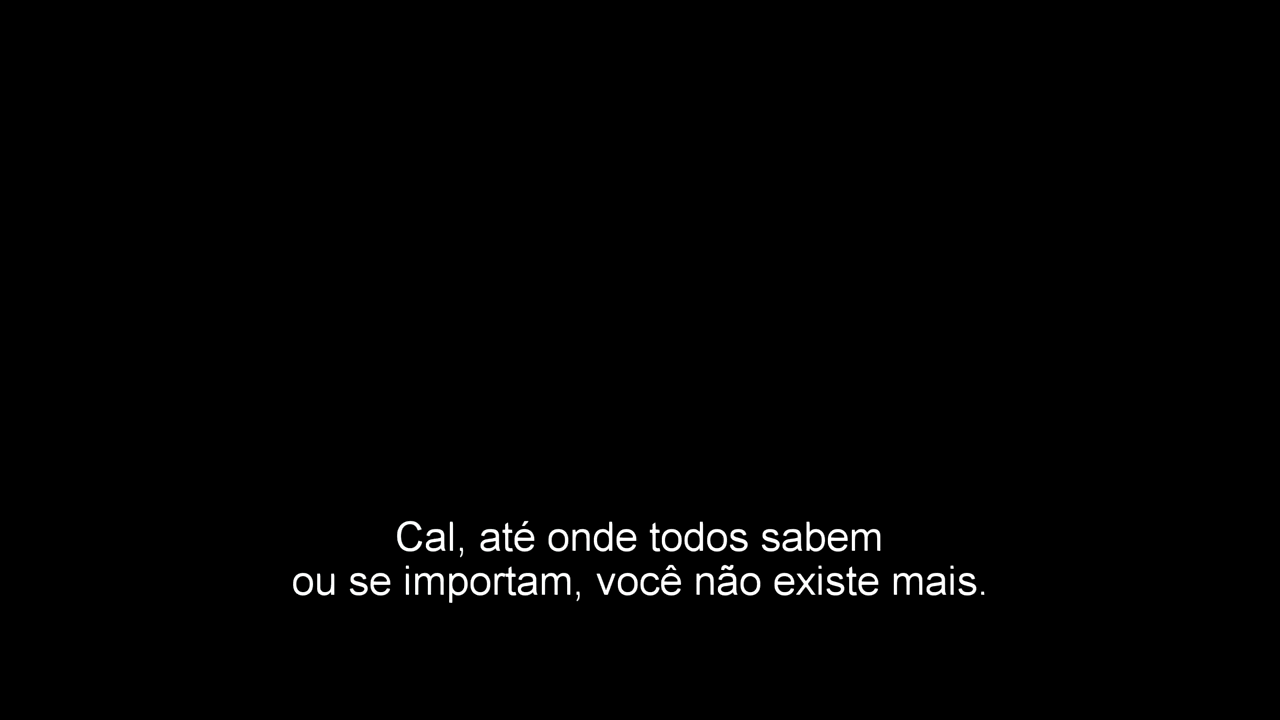 Cal, até onde todos sabem
ou se importam, você não existe mais.